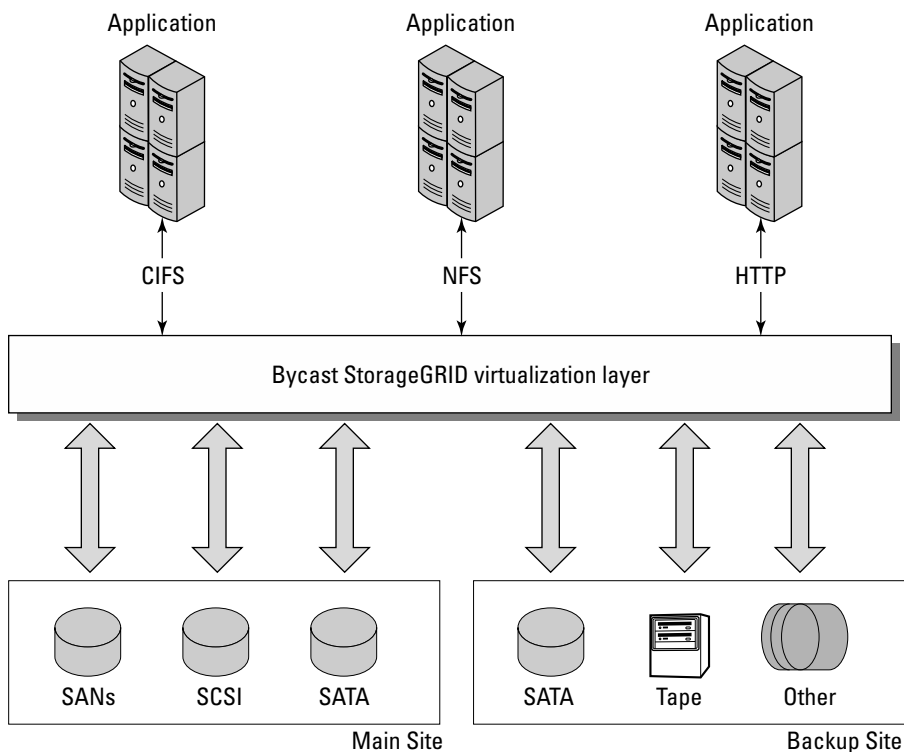 Application
Application
Application
CIFS
NFS
HTTP
Bycast StorageGRID virtualization layer
SANs
SCSI
SATA
SATA
Tape
Other
Main Site
Backup Site